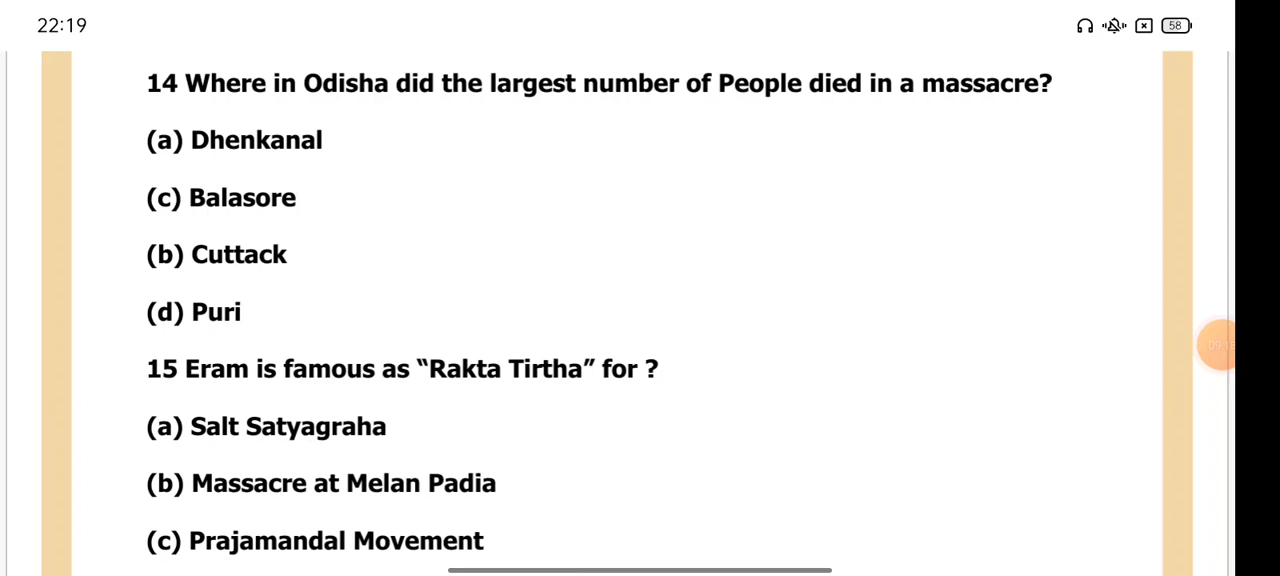 22:19
58
14 Where in Odisha did the largest number of People died in a massacre?
(a) Dhenkanal
(c) Balasore
(b) Cuttack
(d) Puri
15 Eram is famous as “Rakta Tirtha” for ?
(a) Salt Satyagraha
(b) Massacre at Melan Padia
(c) Prajamandal Movement